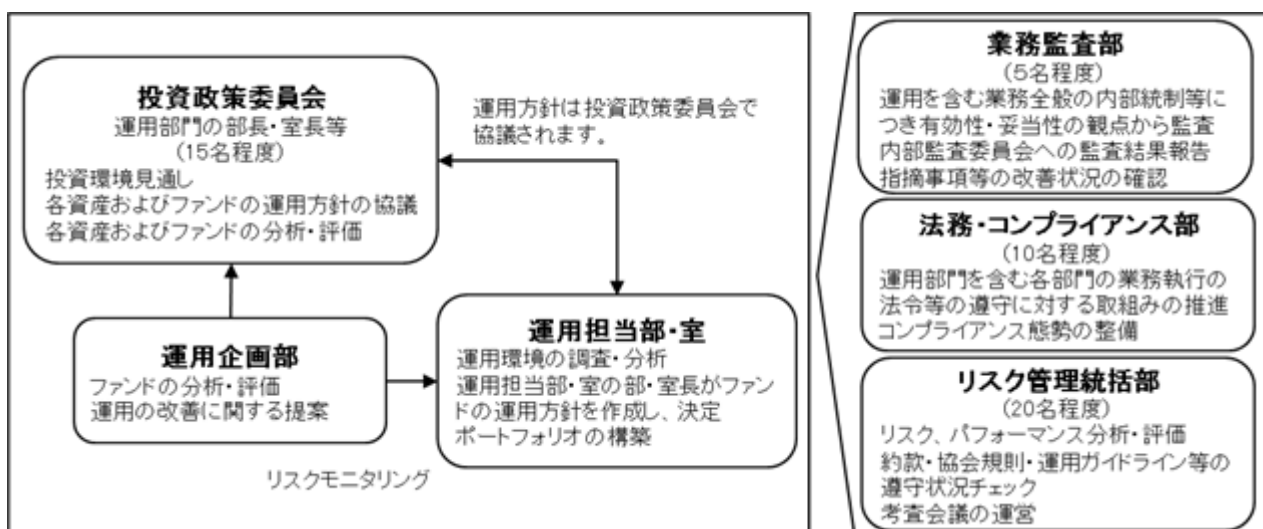 投資政策委員会
運用部門の部長・室長等
(15名程度)
投資環境見通し
各資産およびファンドの運用方針の協議
各資産およびファンドの分析・評価
運用方針は投資政策委員会で
協議されます。
運用企画部
ファンドの分析・評価
運用の改善に関する提案
運用担当部・室
運用環境の調査・分析
運用担当部・室の部・室長がファン
ドの運用方針を作成し、決定
ポートフォリオの構築
リスクモニタリング
業務監査部
(5名程度)
運用を含む業務全般の内部統制等に
つき有効性・妥当性の観点から監査
内部監査委員会への監査結果報告
指摘事項等の改善状況の確認
法務・コンプライアンス部
(10名程度)
運用部門を含む各部門の業務執行の
法令等の遵守に対する取組みの推進
コンプライアンス態勢の整備
リスク管理統括部
(20名程度)
リスク、パフォーマンス分析・評価
約款・協会規則・運用ガイドライン等の
遵守状況チェック
考査会議の運営